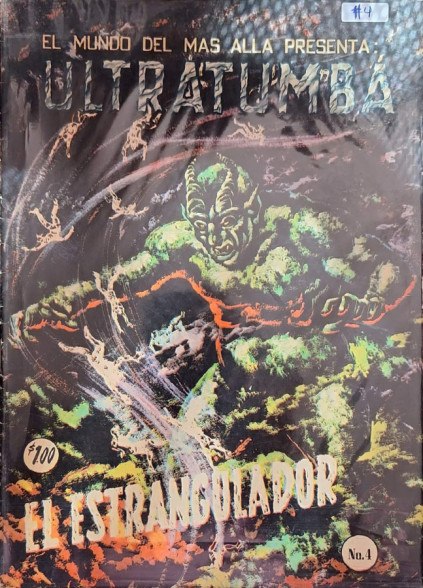 #4
EL MUNDO DEL MAS ALLA PRESENTA:
ULTRATUMBA
$1.00
EL ESTRANGULADOR
No.4